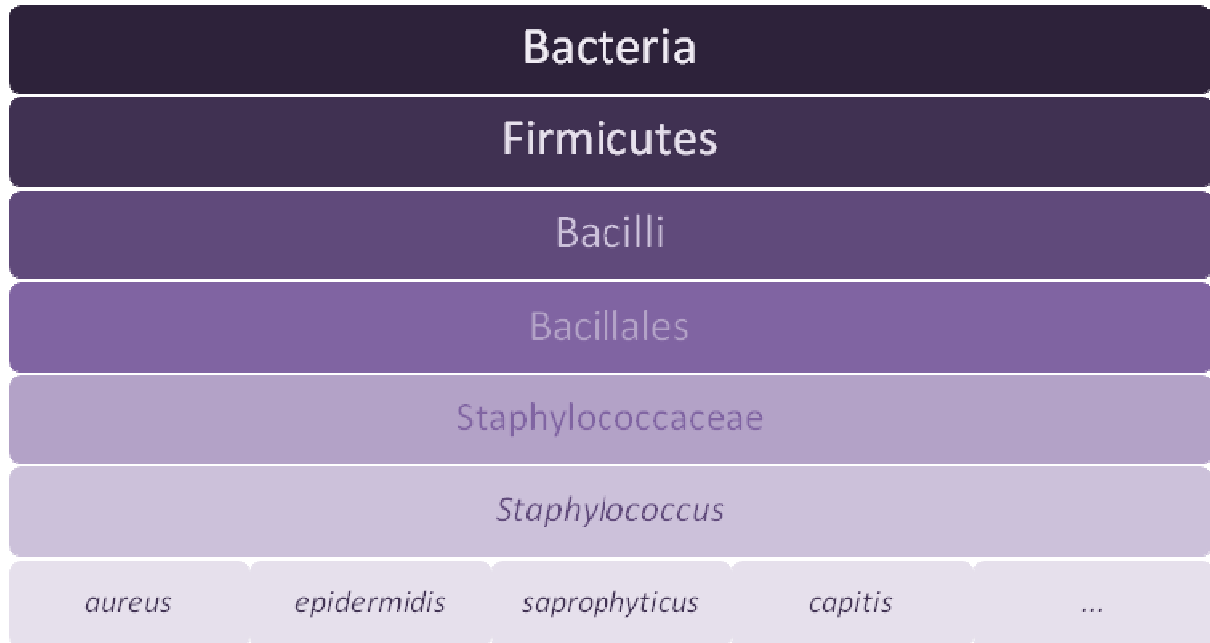 Bacteria
Firmicutes
Bacilli
Bacillales
Staphylococcaceae
Staphylococcus
aureus epidermidis saprophyticus capitis ...